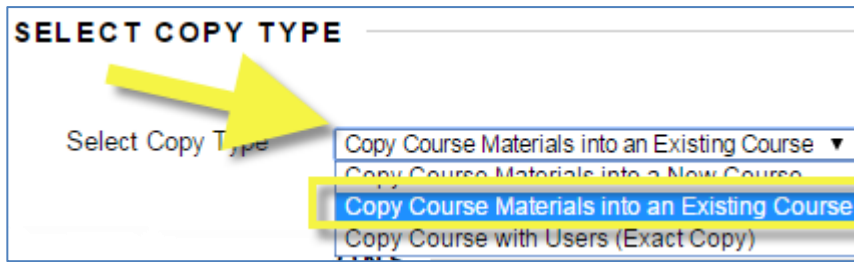 SELECT COPY TYPE
Select Copy Type
Copy Course Materials into an Existing Course ▼
Copy Course Materials into a New Course
Copy Course Materials into an Existing Course
Copy Course with Users (Exact Copy)